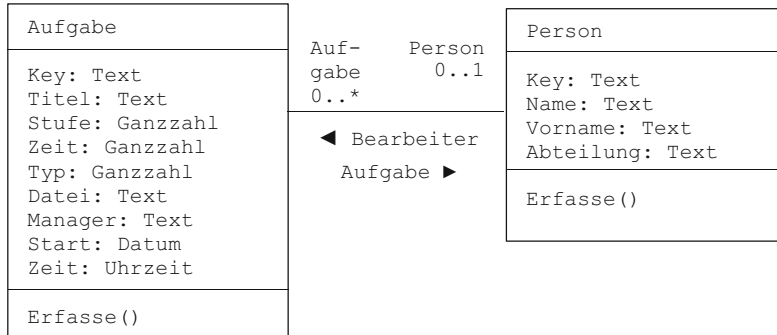 Aufgabe
Key: Text
Titel: Text
Stufe: Ganzzahl
Zeit: Ganzzahl
Typ: Ganzzahl
Datei: Text
Manager: Text
Start: Datum
Zeit: Uhrzeit
Erfasse()
Auf- Person
gabe 0..1
0..*
◄ Bearbeiter
Aufgabe ►
Person
Key: Text
Name: Text
Vorname: Text
Abteilung: Text
Erfasse()